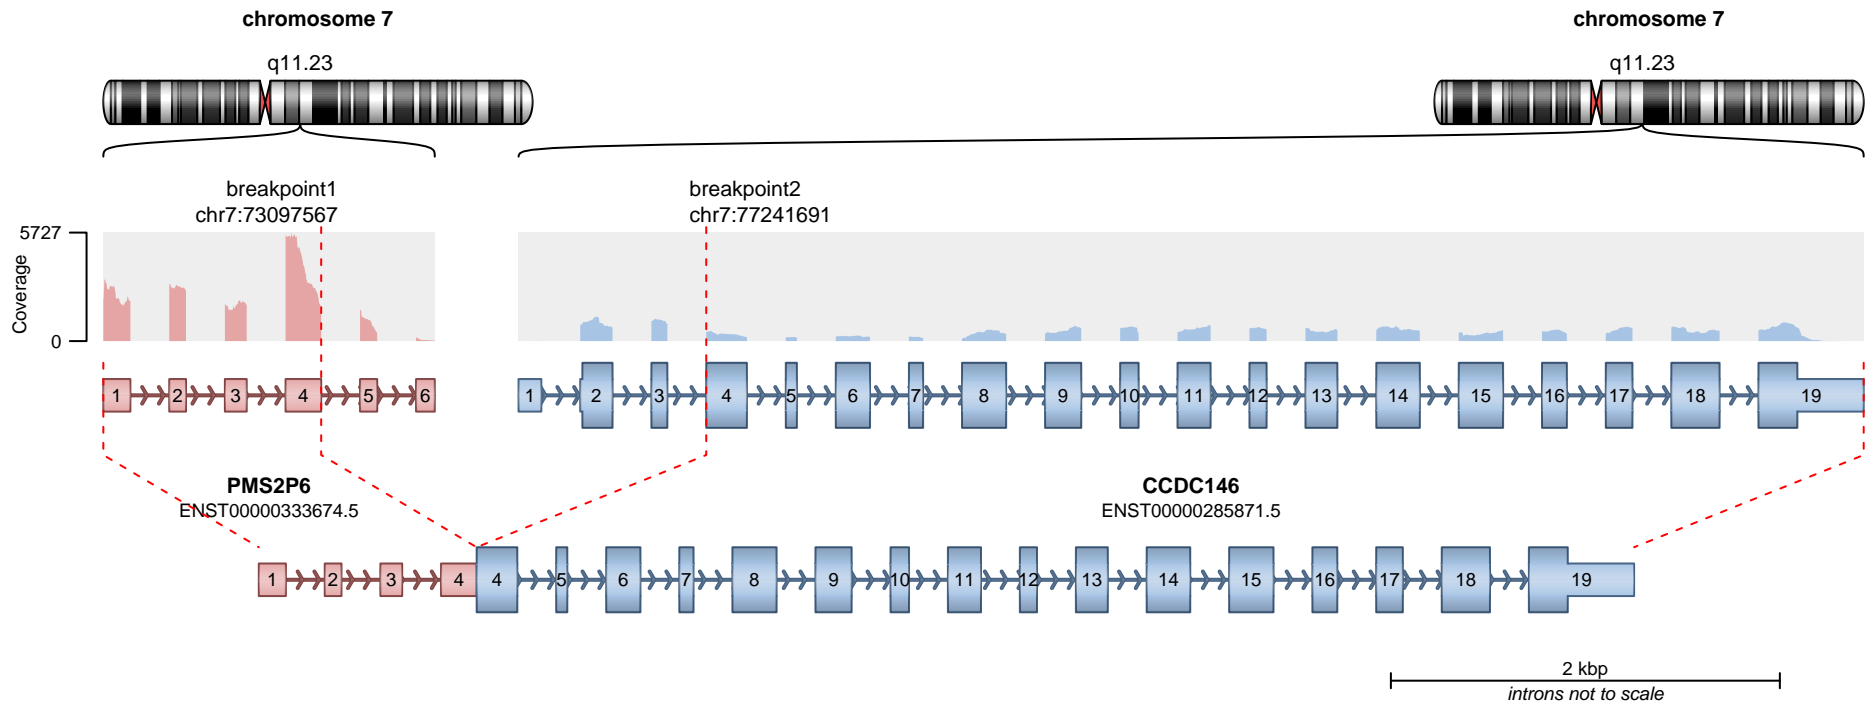 chromosome 7
chromosome 7
q11.23
q11.23
breakpoint1
chr7:73097567
breakpoint2
chr7:77241691
5727
Coverage
0
1 2 3 4 5 6
1 2 3 4 5 6 7 8 9 10 11 12 13 14 15 16 17 18 19
PMS2P6
ENST00000333674.5
CCDC146
ENST00000285871.5
1 2 3 4 4 5 6 7 8 9 10 11 12 13 14 15 16 17 18 19
2 kbp
introns not to scale